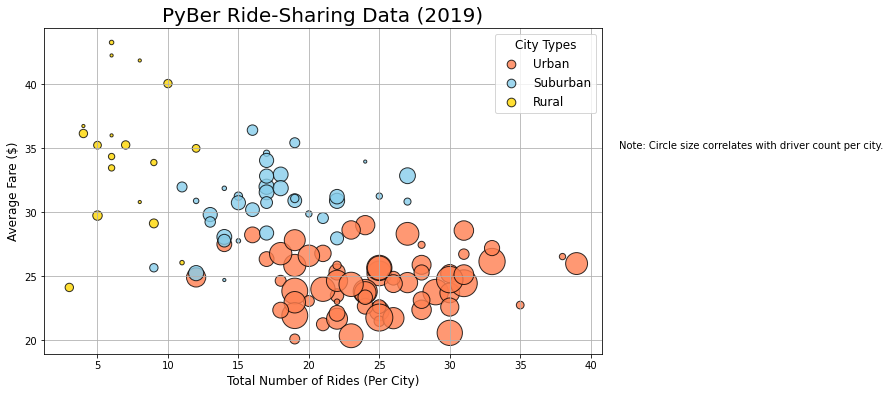 PyBer Ride-Sharing Data (2019)
City Types
Urban
Suburban
Rural
Note: Circle size correlates with driver count per city.
Average Fare ($)
40
35
30
25
20
5 10 15 20 25 30 35 40
Total Number of Rides (Per City)